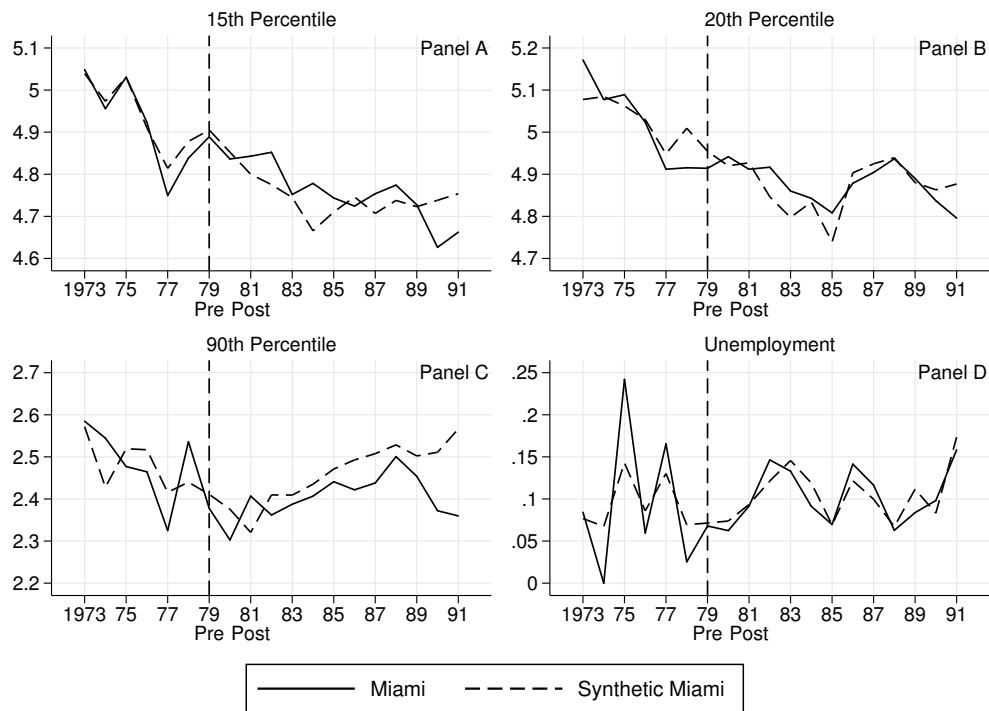 15th Percentile
Panel A
5.1
5
4.9
4.8
4.7
4.6
1973 75 77 79 81 83 85 87 89 91
Pre Post
20th Percentile
Panel B
5.2
5.1
5
4.9
4.8
4.7
1973 75 77 79 81 83 85 87 89 91
Pre Post
90th Percentile
Panel C
2.7
2.6
2.5
2.4
2.3
2.2
1973 75 77 79 81 83 85 87 89 91
Pre Post
Unemployment
Panel D
.25
.2
.15
.1
.05
0
1973 75 77 79 81 83 85 87 89 91
Pre Post
Miami
Synthetic Miami